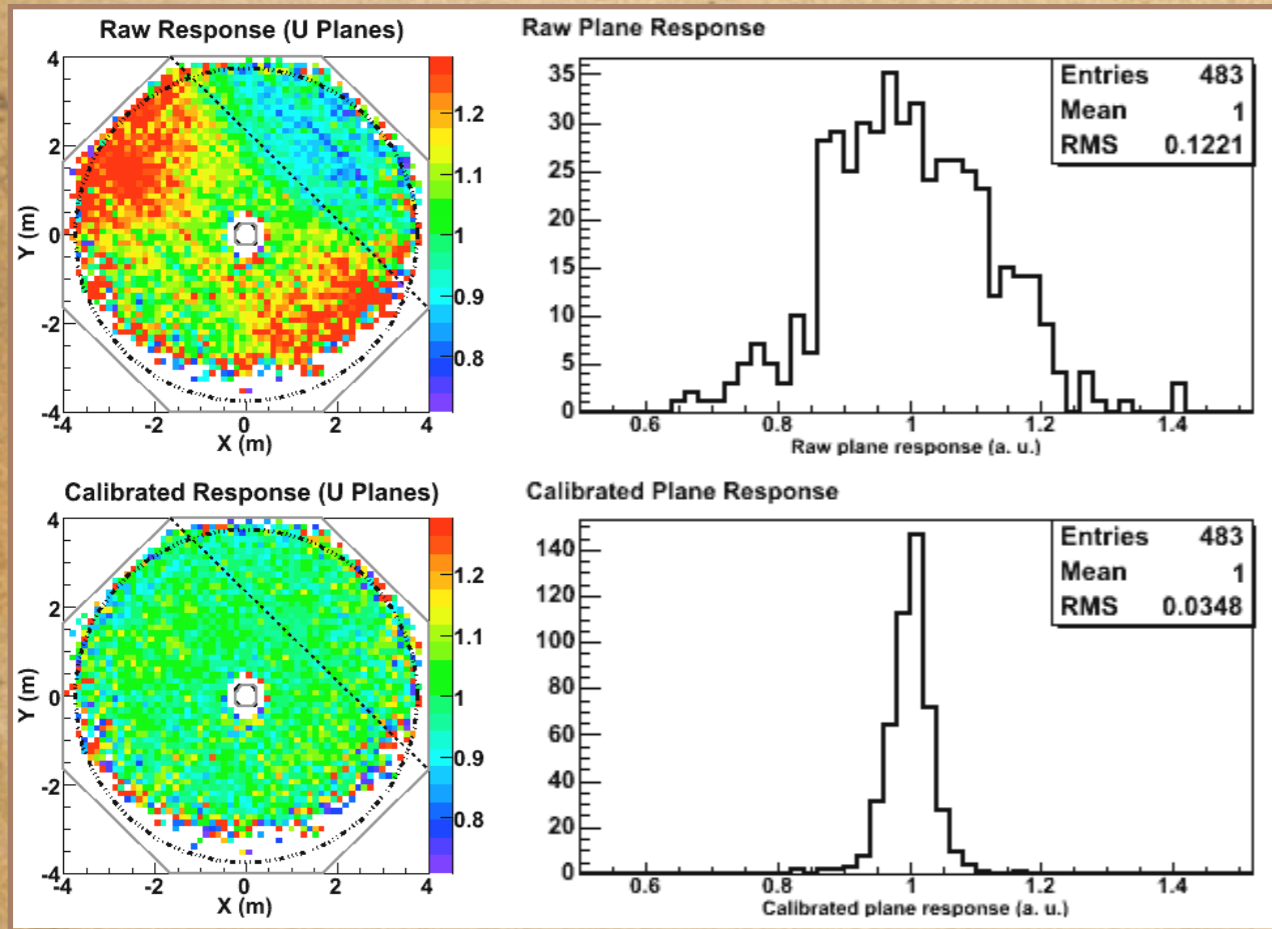 Raw Response (U Planes)
4
2
0
-2
-4
Y (m)
-4 -2 0 2 4
X (m)
1.2
1.1
1
0.9
0.8
Raw Plane Response
35
30
25
20
15
10
5
0
0.6 0.8 1 1.2 1.4
Raw plane response (a. u.)
Entries 483
Mean 1
RMS 0.1221
Calibrated Response (U Planes)
4
2
0
-2
-4
Y (m)
-4 -2 0 2 4
X (m)
1.2
1.1
1
0.9
0.8
Calibrated Plane Response
140
120
100
80
60
40
20
0
0.6 0.8 1 1.2 1.4
Calibrated plane response (a. u.)
Entries 483
Mean 1
RMS 0.0348